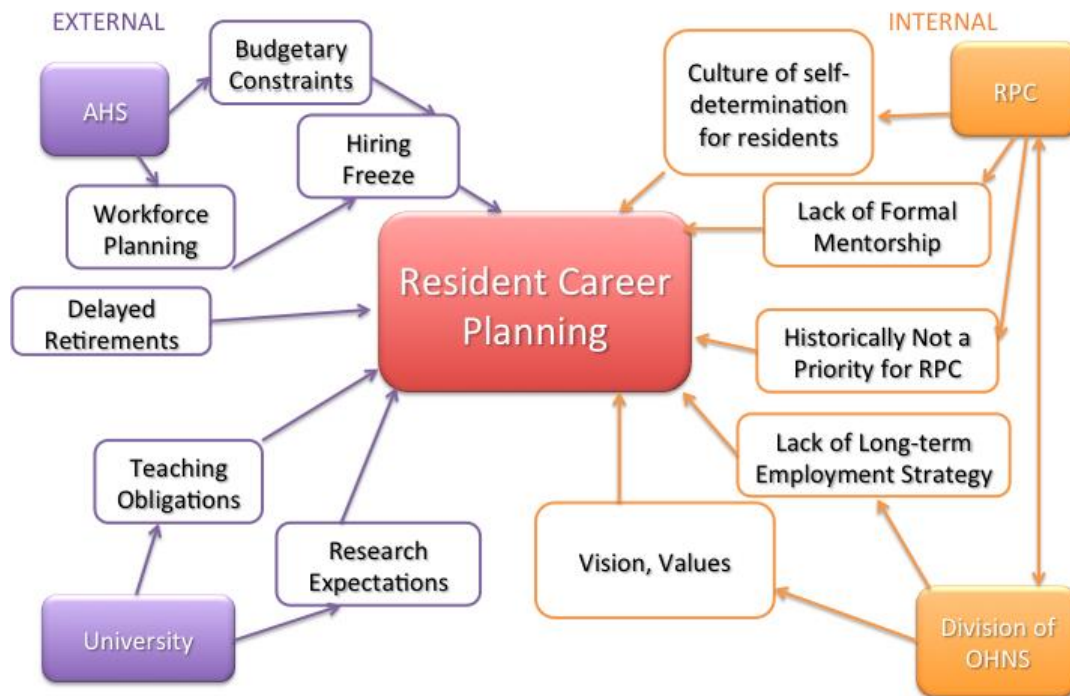 EXTERNAL
INTERNAL
AHS
Budgetary
Constraints
Hiring
Freeze
Workforce
Planning
Delayed
Retirements
Teaching
Obligations
Research
Expectations
University
Resident Career
Planning
Culture of self-
determination
for residents
RPC
Lack of Formal
Mentorship
Historically Not a
Priority for RPC
Lack of Long-term
Employment Strategy
Vision, Values
Division of
OHNS